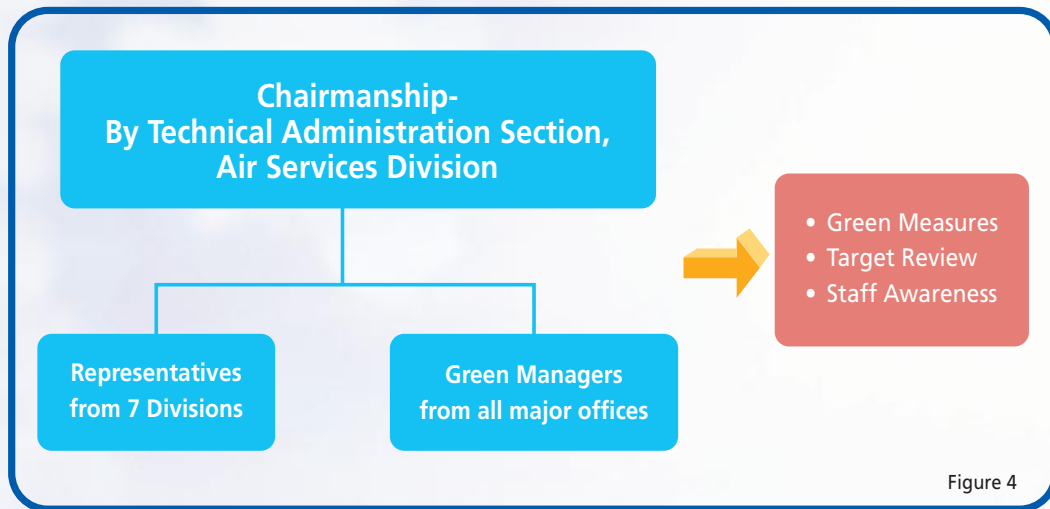 Chairmanship-
By Technical Administration Section,
Air Services Division
• Green Measures
• Target Review
• Staff Awareness
Representatives
from 7 Divisions
Green Managers
from all major offices
Figure 4